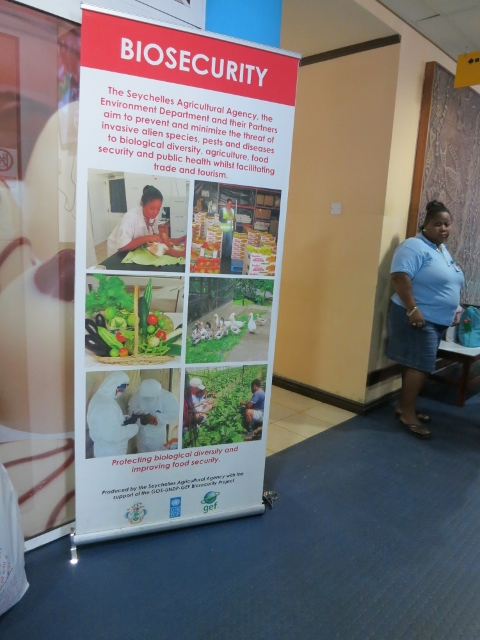 BIOSECURITY
The Seychelles Agricultural Agency, the
Environment Department and their Partners
aim to prevent and minimize the threat of
invasive alien species, pests and diseases
to biological diversity, agriculture, food
security and public health whilst facilitating
trade and tourism.
Protecting biological diversity and
improving food security.
Produced by the Seychelles Agricultural Agency with the
support of the GOS-UNDP-GEF Biosecurity Project
gef